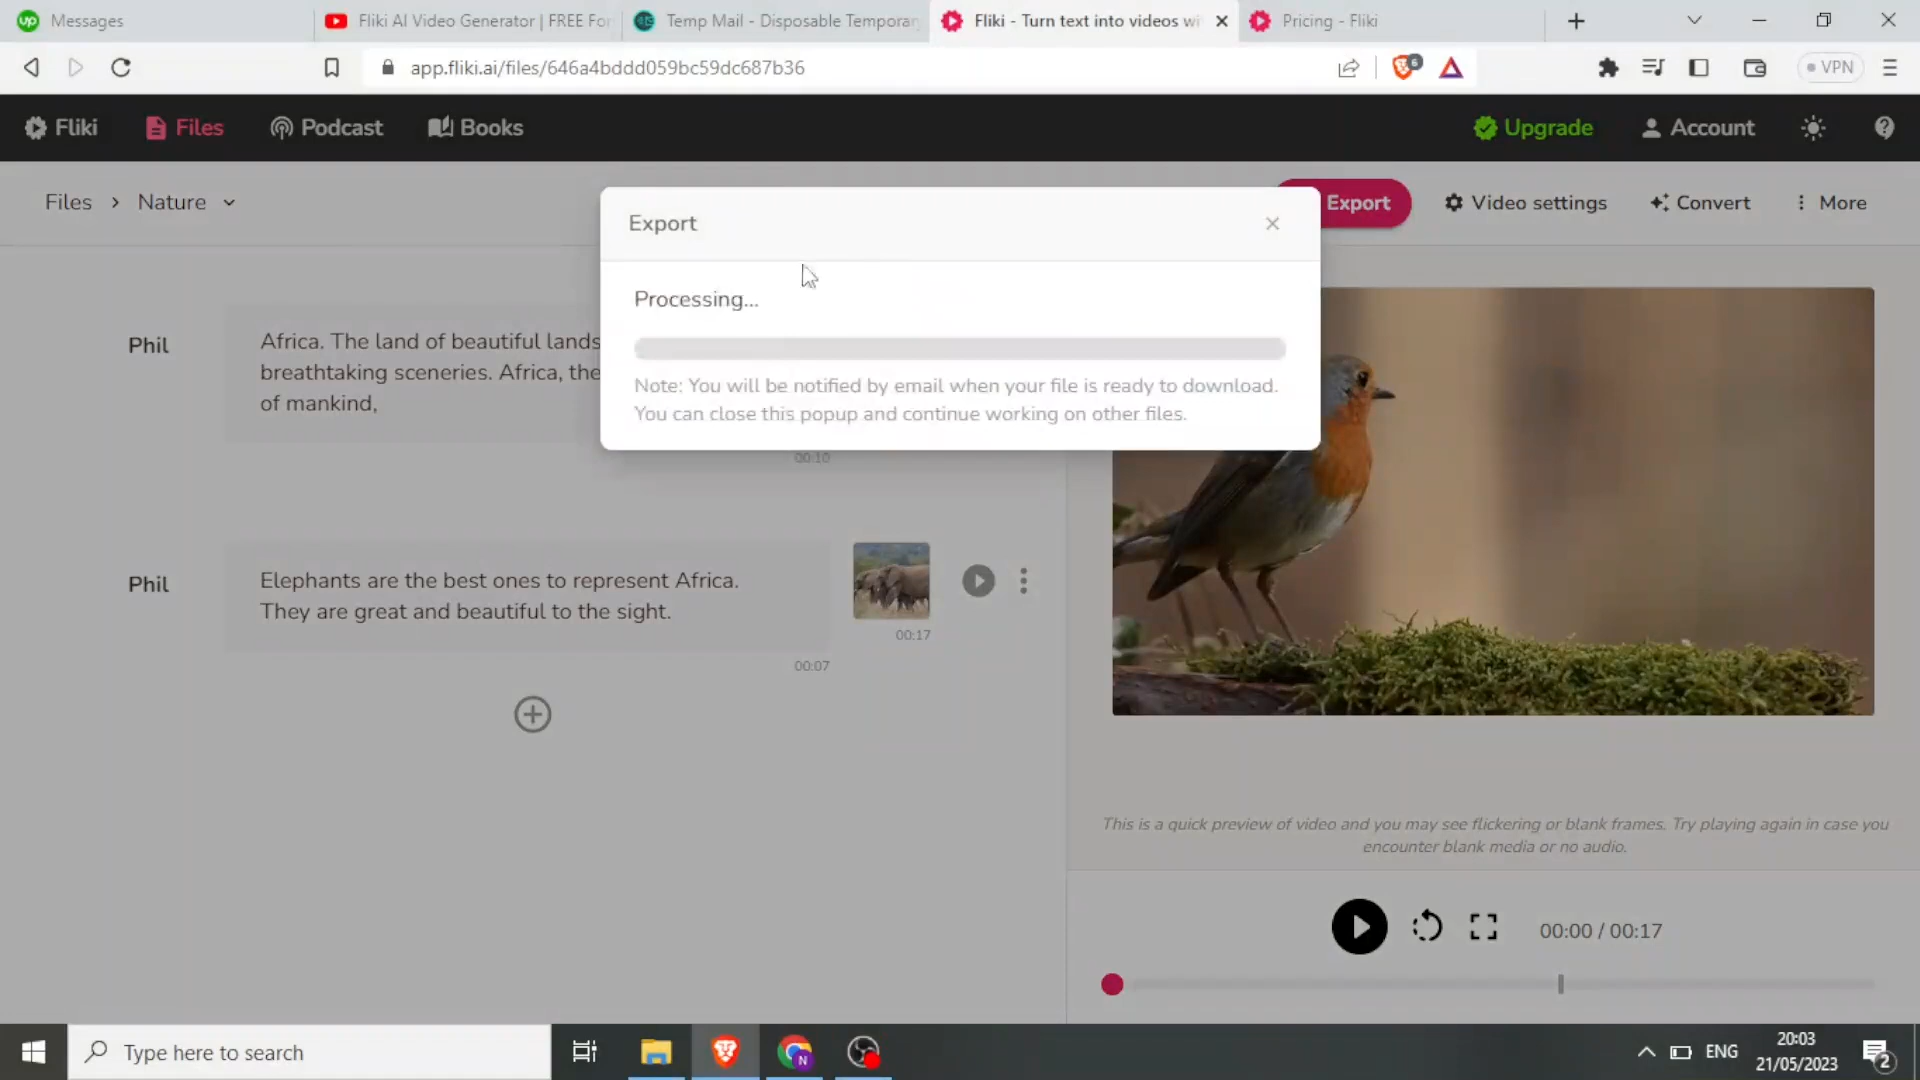 up Messages
Fliki AI Video Generator | FREE For
Temp Mail - Disposable Temporar
Fliki - Turn text into videos wi
Pricing - Fliki
app.fliki.ai/files/646a4bddd059bc59dc687b36
6
VPN
Fliki
Files
Podcast
Books
Upgrade
Account
Files > Nature
Export
Video settings
Convert
More
Export
Processing...
Note: You will be notified by email when your file is ready to download.
You can close this popup and continue working on other files.
Phil
Africa. The land of beautiful lands
breathtaking sceneries. Africa, the
of mankind,
00:10
Phil
Elephants are the best ones to represent Africa.
They are great and beautiful to the sight.
00:17
00:07
This is a quick preview of video and you may see flickering or blank frames. Try playing again in case you
encounter blank media or no audio.
00:00 / 00:17
Type here to search
N
ENG
20:03
21/05/2023
2